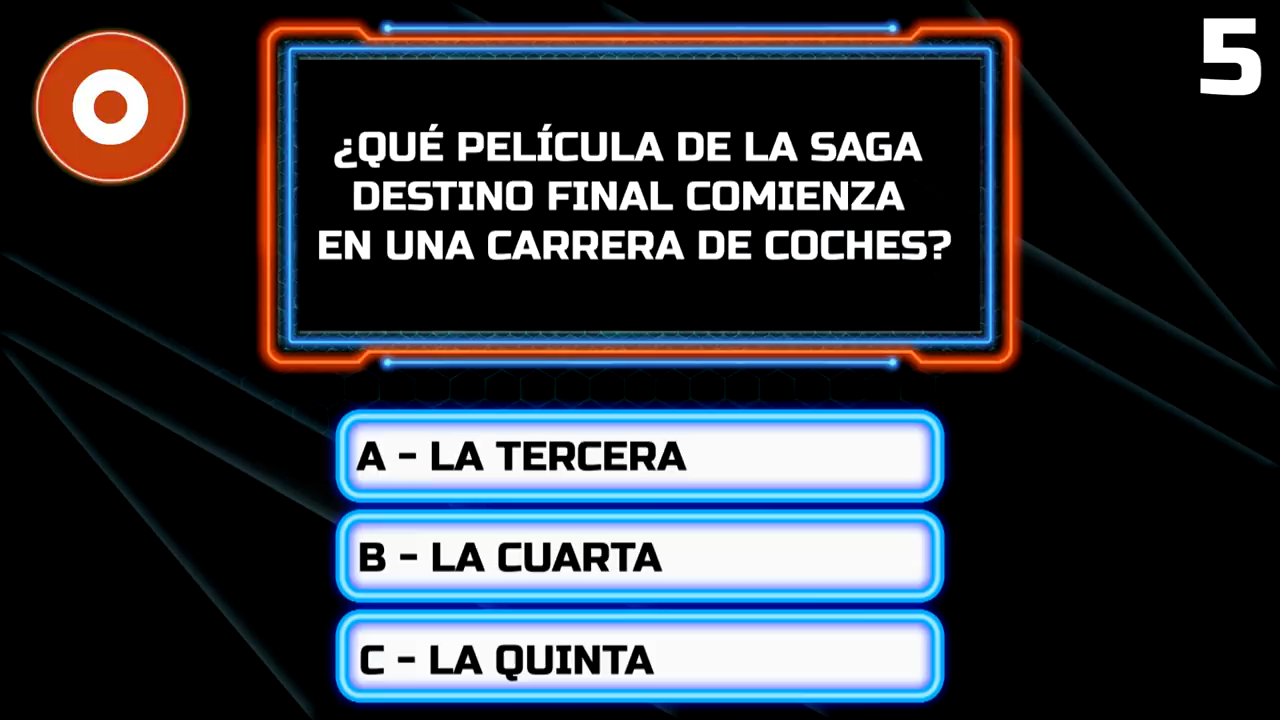 5
¿QUÉ PELÍCULA DE LA SAGA
DESTINO FINAL COMIENZA
EN UNA CARRERA DE COCHES?
A - LA TERCERA
B - LA CUARTA
C - LA QUINTA